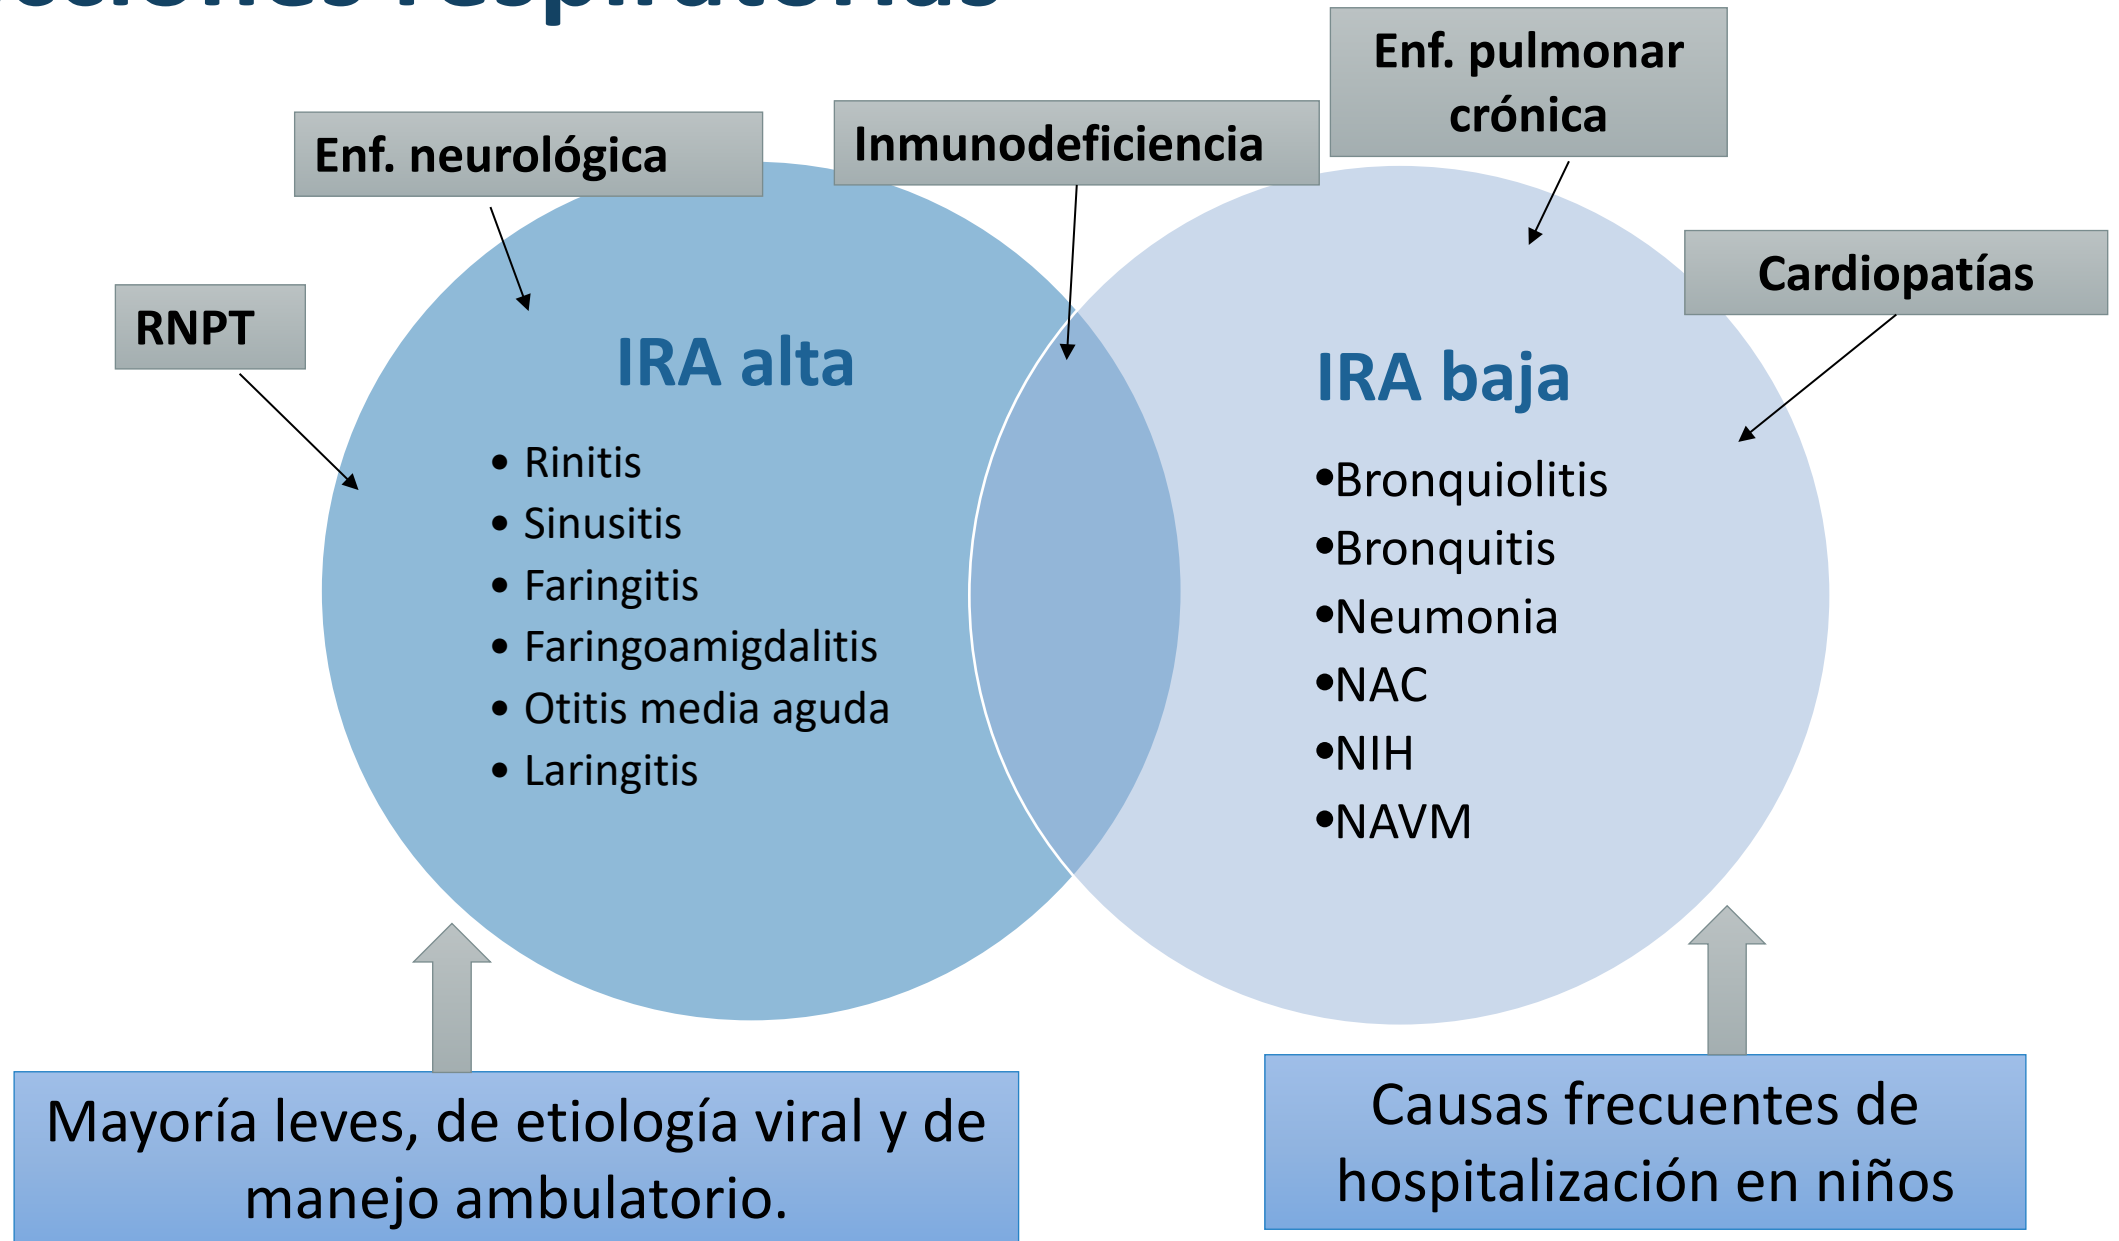 respiratorias
Enf. pulmonar
crónica
Inmunodeficiencia
Enf. neurológica
Cardiopatías
RNPT
IRA alta
• Rinitis
• Sinusitis
• Faringitis
• Faringoamigdalitis
• Otitis media aguda
• Laringitis
IRA baja
•Bronquiolitis
•Bronquitis
•Neumonia
•NAC
•NIH
•NAVM
Mayoría leves, de etiología viral y de
manejo ambulatorio.
Causas frecuentes de
hospitalización en niños